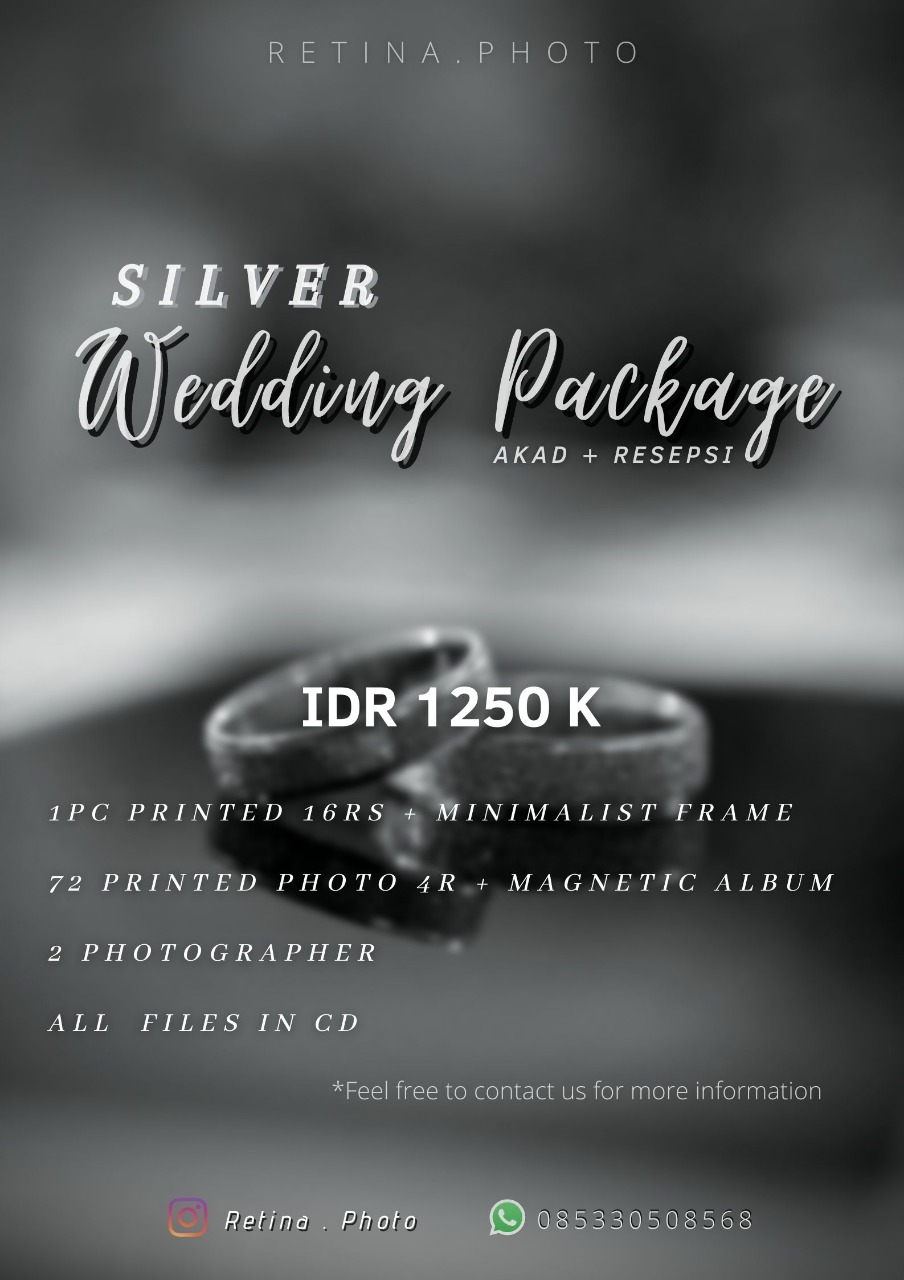 RETINA.PHOTO
SILVER
Wedding Package
AKAD + RESEPSI
IDR 1250 K
1PC PRINTED 16RS + MINIMALIST FRAME
72 PRINTED PHOTO 4R + MAGNETIC ALBUM
2 PHOTOGRAPHER
ALL FILES IN CD
*Feel free to contact us for more information
Retina . Photo
085330508568